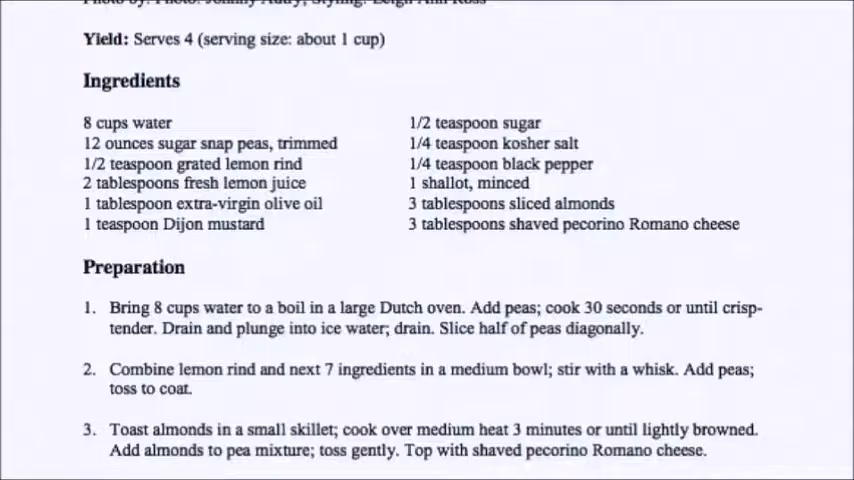 Yield: Serves 4 (serving size: about 1 cup)
Ingredients
8 cups water
12 ounces sugar snap peas, trimmed
1/2 teaspoon grated lemon rind
2 tablespoons fresh lemon juice
1 tablespoon extra-virgin olive oil
1 teaspoon Dijon mustard
1/2 teaspoon sugar
1/4 teaspoon kosher salt
1/4 teaspoon black pepper
1 shallot, minced
3 tablespoons sliced almonds
3 tablespoons shaved pecorino Romano cheese
Preparation
1. Bring 8 cups water to a boil in a large Dutch oven. Add peas; cook 30 seconds or until crisp-
tender. Drain and plunge into ice water; drain. Slice half of peas diagonally.
2. Combine lemon rind and next 7 ingredients in a medium bowl; stir with a whisk. Add peas;
toss to coat.
3. Toast almonds in a small skillet; cook over medium heat 3 minutes or until lightly browned.
Add almonds to pea mixture; toss gently. Top with shaved pecorino Romano cheese.